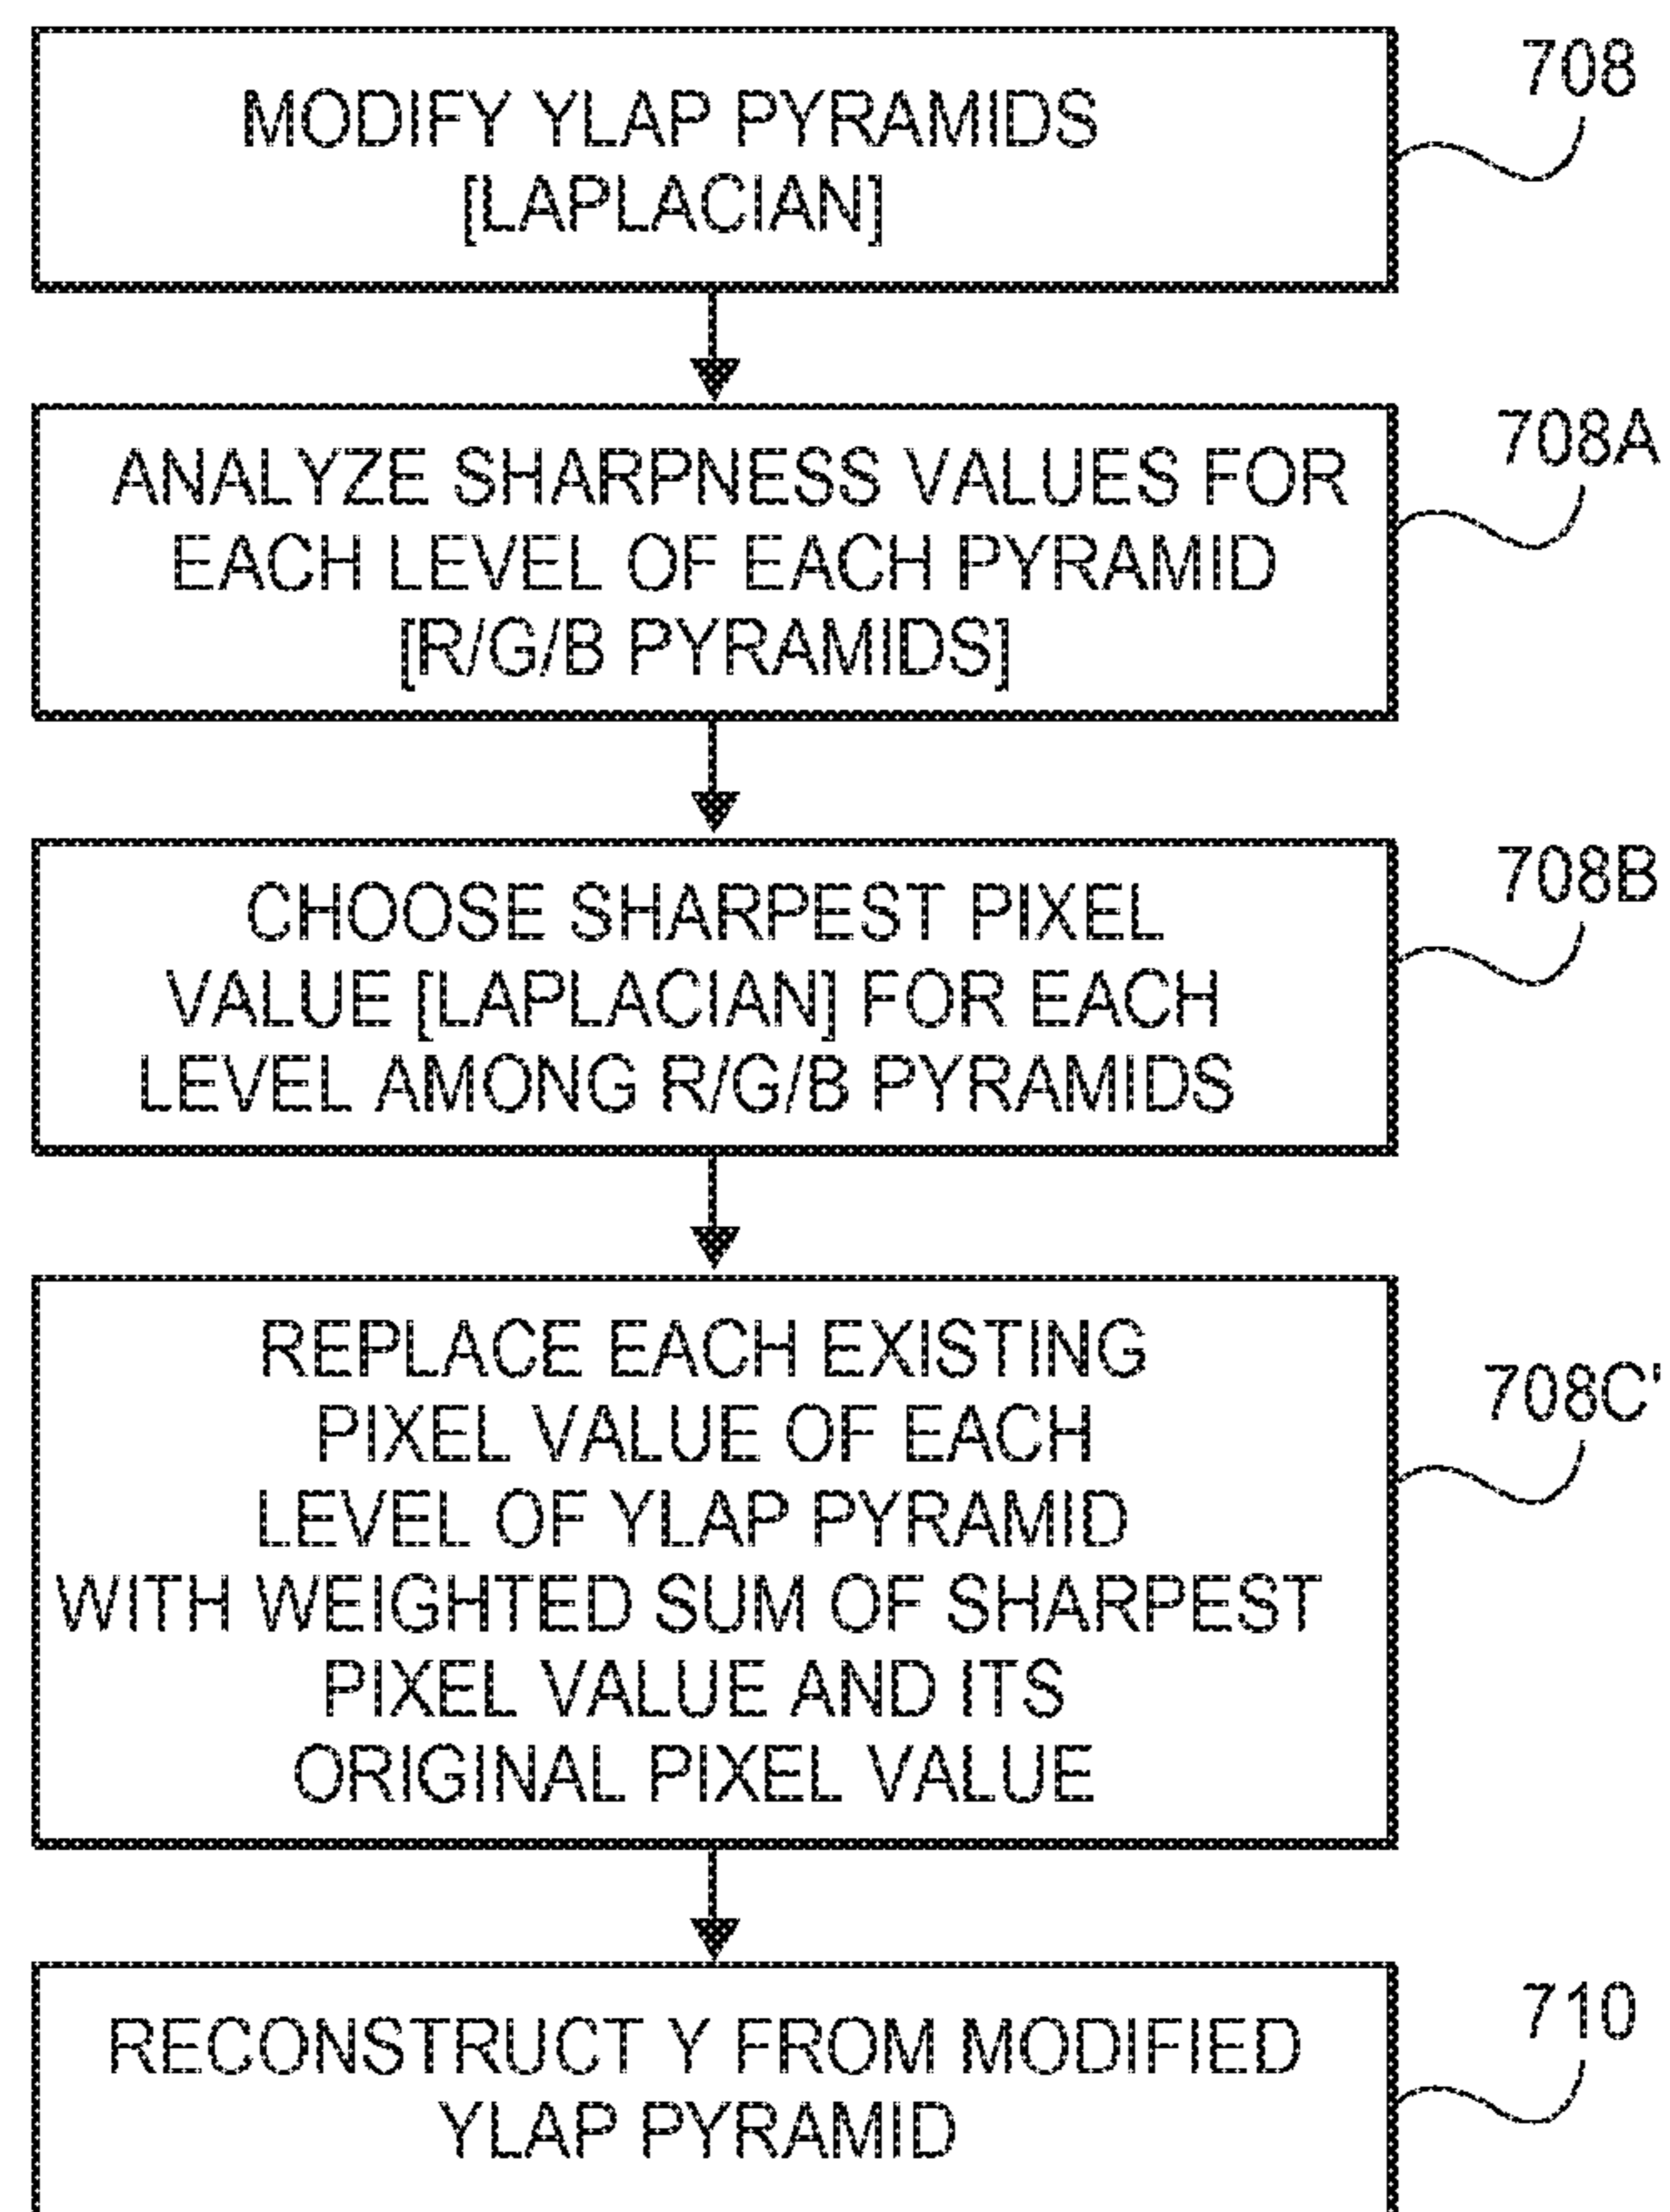 MODIFY YLAP PYRAMIDS
[LAPLACIAN]
708
ANALYZE SHARPNESS VALUES FOR
EACH LEVEL OF EACH PYRAMID
[R/G/B PYRAMIDS]
708A
CHOOSE SHARPEST PIXEL
VALUE [LAPLACIAN] FOR EACH
LEVEL AMONG R/G/B PYRAMIDS
708B
REPLACE EACH EXISTING
PIXEL VALUE OF EACH
LEVEL OF YLAP PYRAMID
WITH WEIGHTED SUM OF SHARPEST
PIXEL VALUE AND ITS
ORIGINAL PIXEL VALUE
708C'
RECONSTRUCT Y FROM MODIFIED
YLAP PYRAMID
710